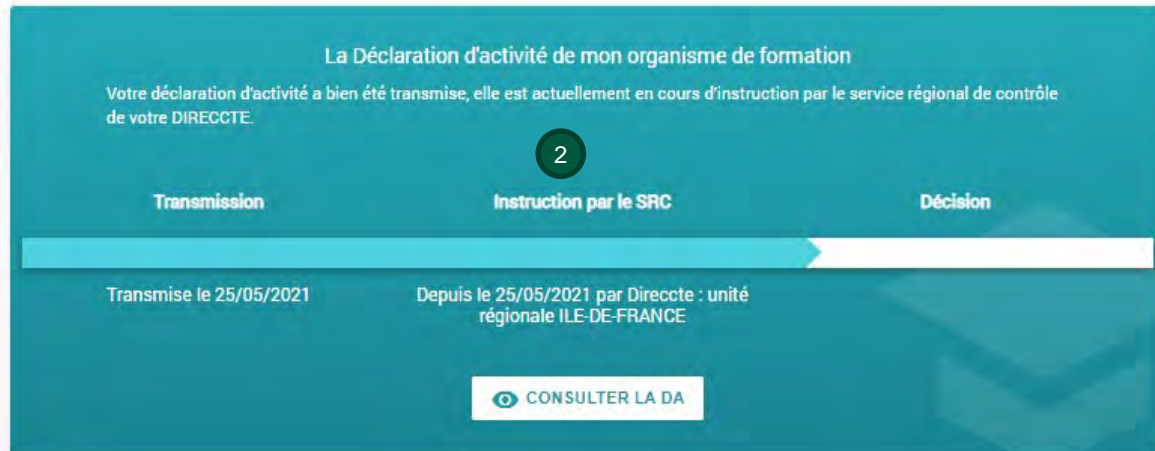 La Déclaration d'activité de mon organisme de formation
Votre déclaration d'activité a bien été transmise, elle est actuellement en cours d'instruction par le service régional de contrôle
de votre DIRECCTE.
2
Transmission
Instruction par le SRC
Décision
Transmise le 25/05/2021
Depuis le 25/05/2021 par Direccte : unité
régionale ILE-DE-FRANCE
CONSULTER LA DA